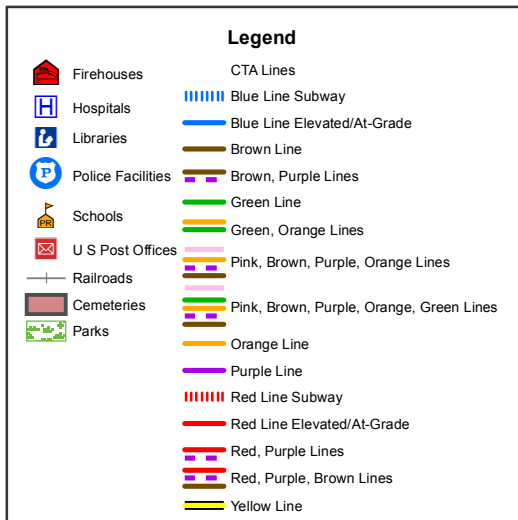 Legend
Firehouses
Hospitals
Libraries
Police Facilities
Schools
U S Post Offices
Railroads
Cemeteries
Parks
H
P
PR
CTA Lines
Blue Line Subway
Blue Line Elevated/At-Grade
Brown Line
Brown, Purple Lines
Green Line
Green, Orange Lines
Pink, Brown, Purple, Orange Lines
Pink, Brown, Purple, Orange, Green Lines
Orange Line
Purple Line
Red Line Subway
Red Line Elevated/At-Grade
Red, Purple Lines
Red, Purple, Brown Lines
Yellow Line